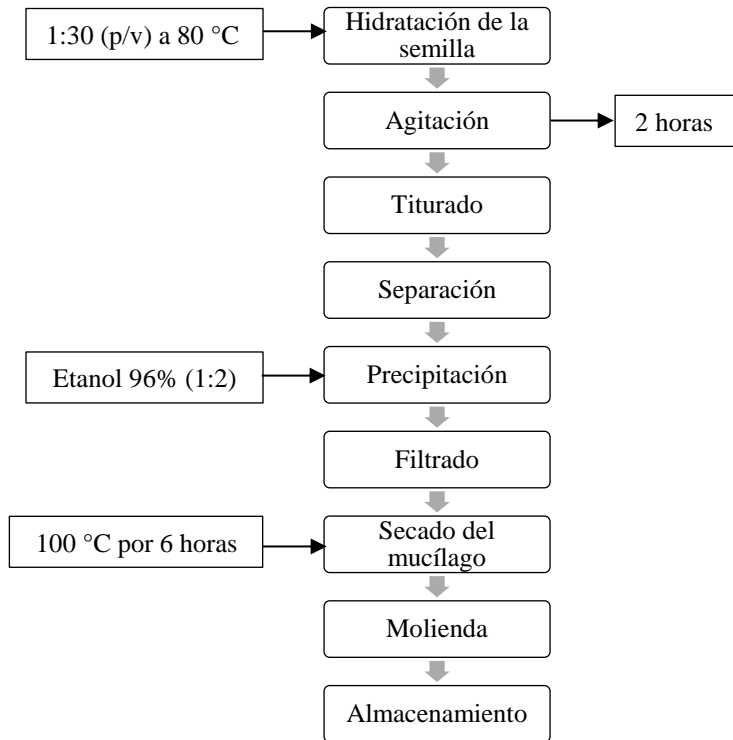 1:30 (p/v) a 80 °C
Hidratación de la
semilla
Agitación
2 horas
Titurado
Separación
Etanol 96% (1:2)
Precipitación
Filtrado
100 °C por 6 horas
Secado del
mucílago
Molienda
Almacenamiento